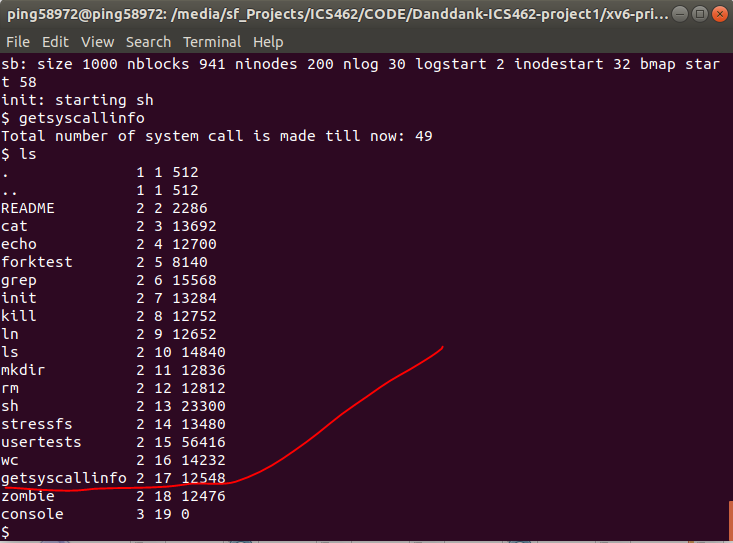 ping58972@ping58972: /media/sf_Projects/ICS462/CODE/Danddank-ICS462-project1/xv6-pri...
File Edit View Search Terminal Help
sb: size 1000 nblocks 941 ninodes 200 nlog 30 logstart 2 inodestart 32 bmap star
t 58
init: starting sh
$ getsyscallinfo
Total number of system call is made till now: 49
$ ls
.              1 1 512
..             1 1 512
README         2 2 2286
cat            2 3 13692
echo           2 4 12700
forktest       2 5 8140
grep           2 6 15568
init           2 7 13284
kill           2 8 12752
ln             2 9 12652
ls             2 10 14840
mkdir          2 11 12836
rm             2 12 12812
sh             2 13 23300
stressfs       2 14 13480
usertests      2 15 56416
wc             2 16 14232
getsyscallinfo 2 17 12548
zombie         2 18 12476
console        3 19 0
$